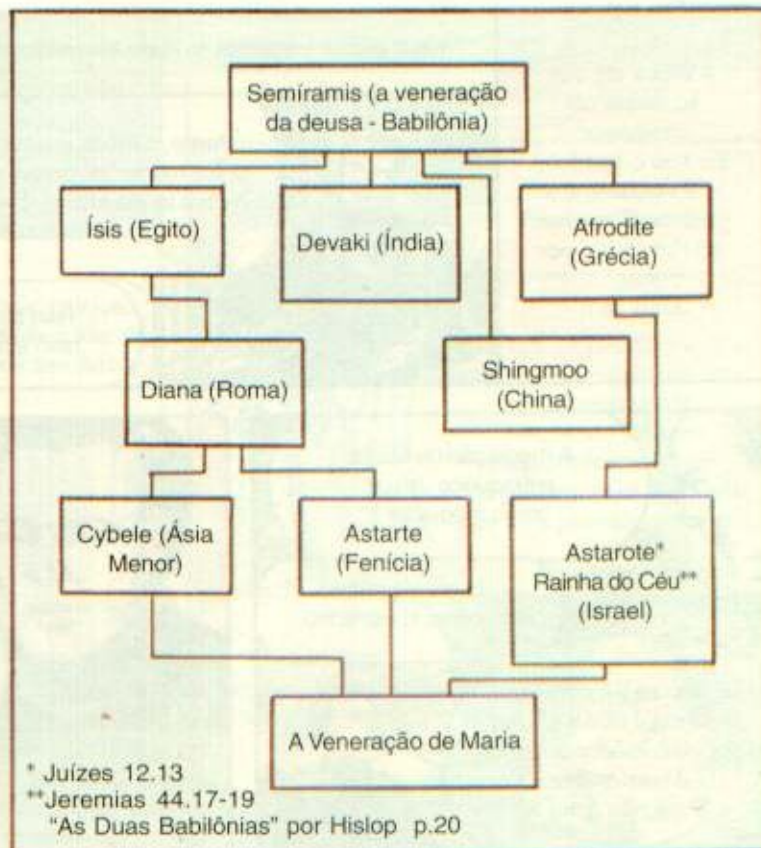 Semíramis (a veneração
da deusa - Babilônia)
Ísis (Egito)
Devaki (Índia)
Afrodite
(Grécia)
Diana (Roma)
Shingmoo
(China)
Cybele (Ásia
Menor)
Astarte
(Fenícia)
Astarote*
Rainha do Céu**
(Israel)
A Veneração de Maria
* Juízes 12.13
**Jeremias 44.17-19
"As Duas Babilônias" por Hislop p.20